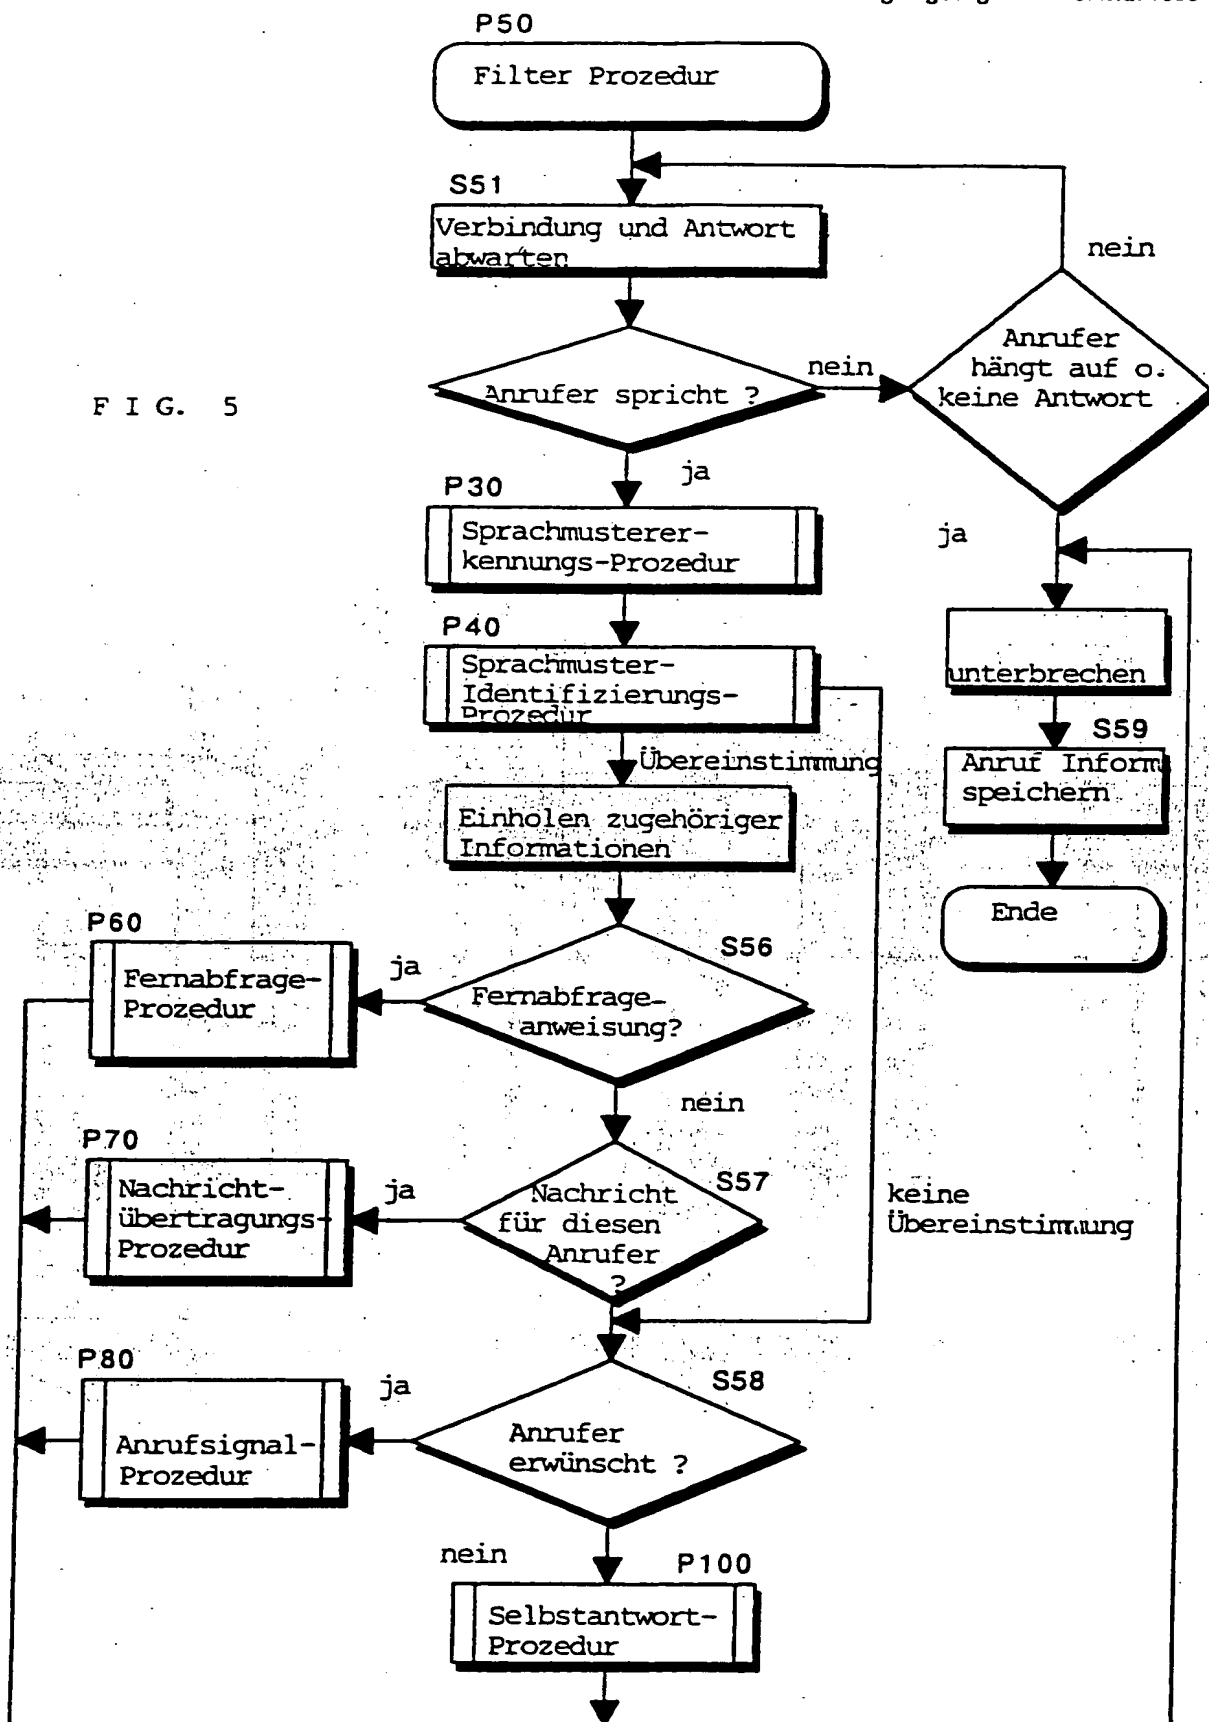 P50
Filter Prozedur
S51
Verbindung und Antwort
abwarten
nein
Anrufer
hängt auf o.
keine Antwort
nein
Anrufer spricht ?
F I G. 5
ja
P30
Sprachmusterer-
kennungs-Prozedur
ja
P40
Sprachmuster-
Identifizierungs-
Prozedur
unterbrechen
S59
Übereinstimmung
Anruf Inform
speichern
Einholen zugehöriger
Informationen
Ende
P60
S56
Fernabfrage-
Prozedur
ja
Fernabfrage-
anweisung?
nein
P70
S57
Nachricht-
übertragungs-
Prozedur
ja
Nachricht
für diesen
Anrufer
?
keine
Übereinstimmung
P80
S58
ja
Anrufsignal-
Prozedur
Anrufer
erwünscht ?
nein
P100
Selbstantwort-
Prozedur